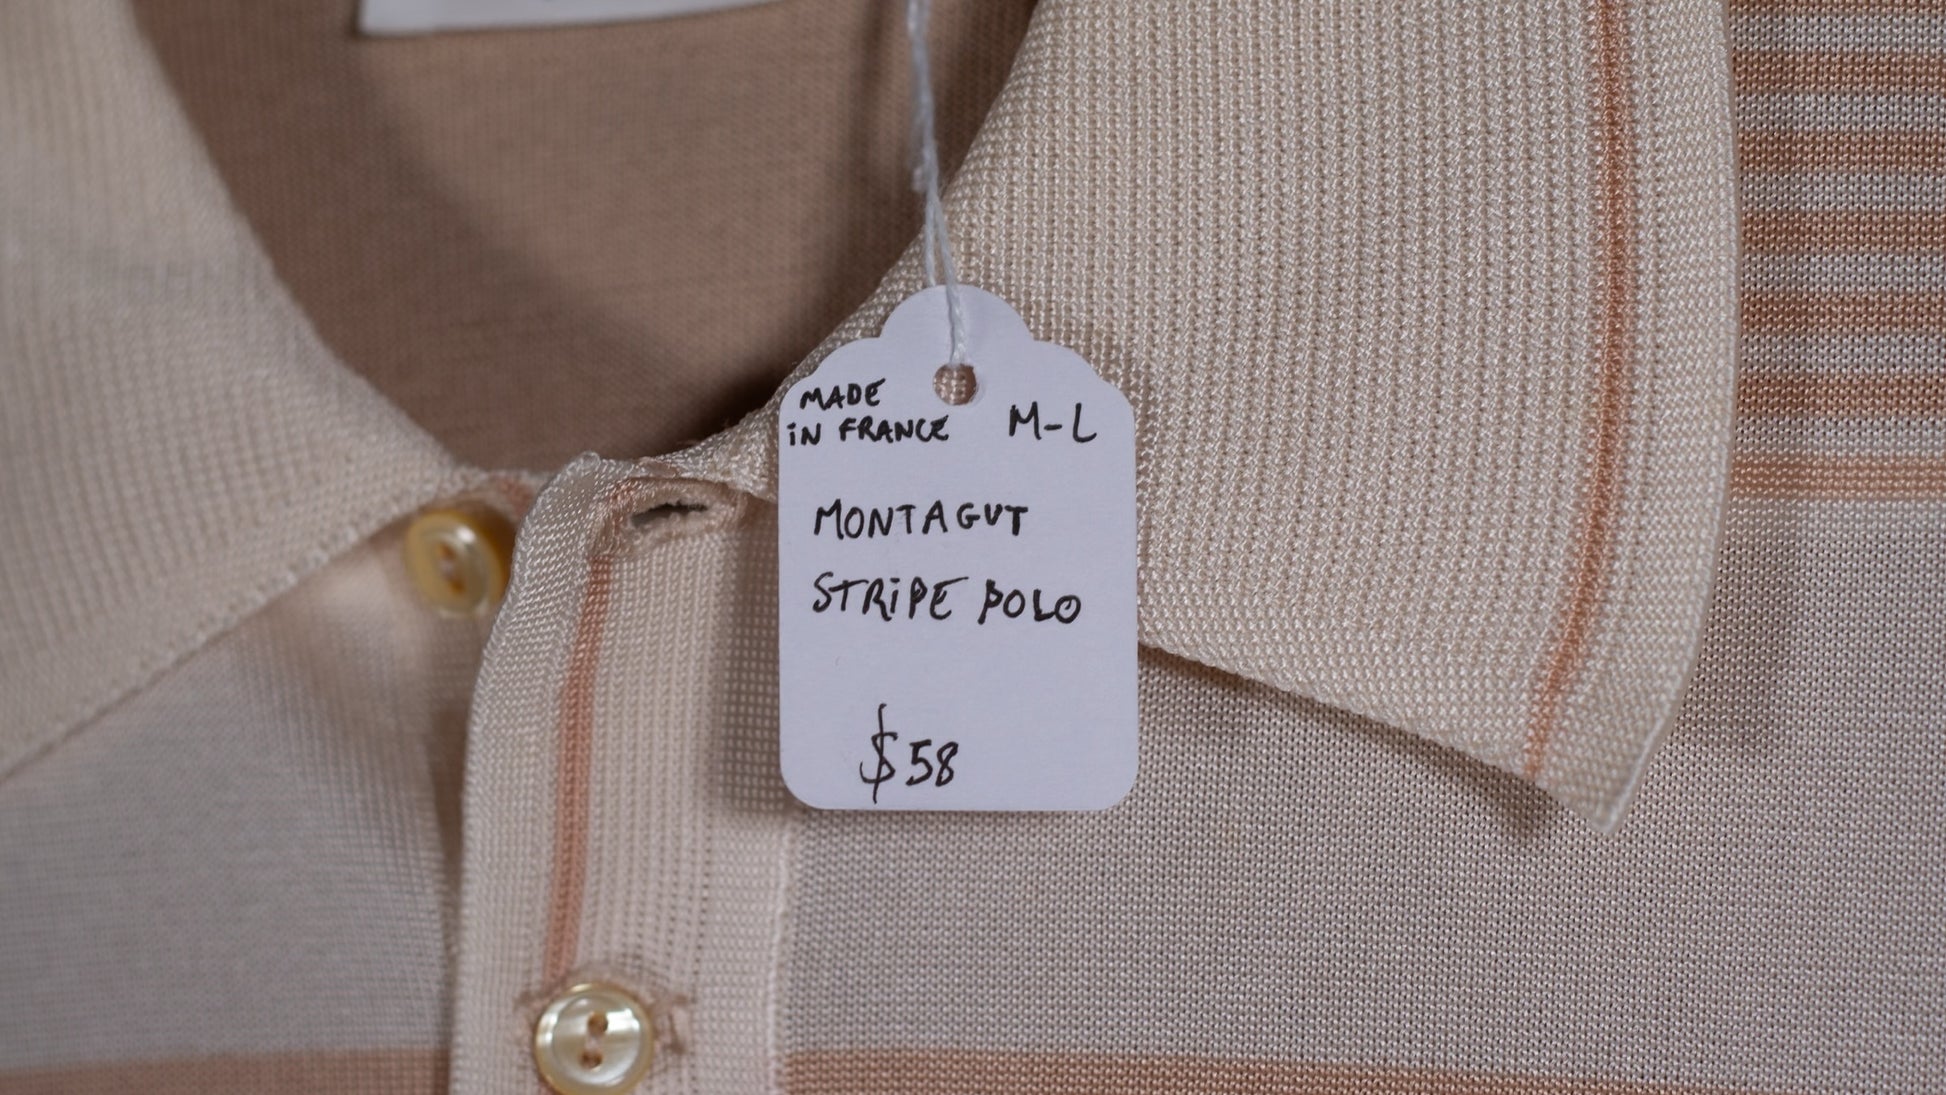 MADE
iN FRANCE M-L
MONTAGUT
STRiPE POLO
$58